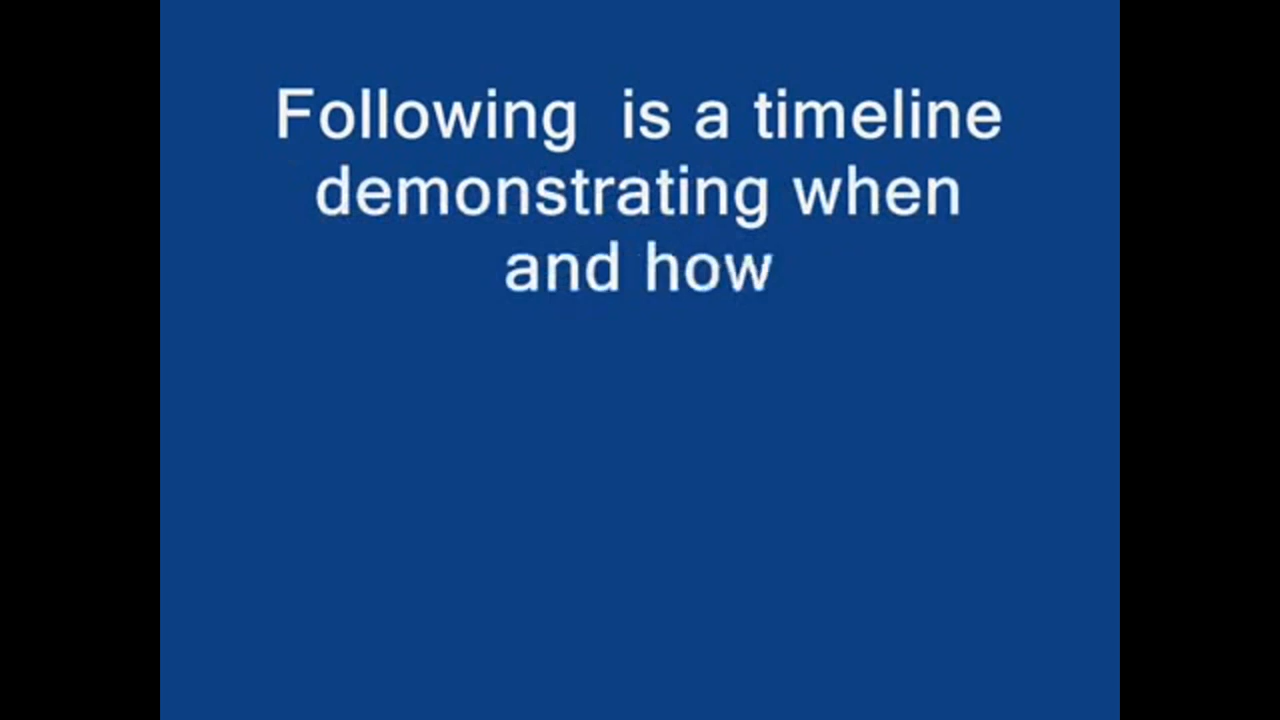 Following  is a timeline
demonstrating when
and how